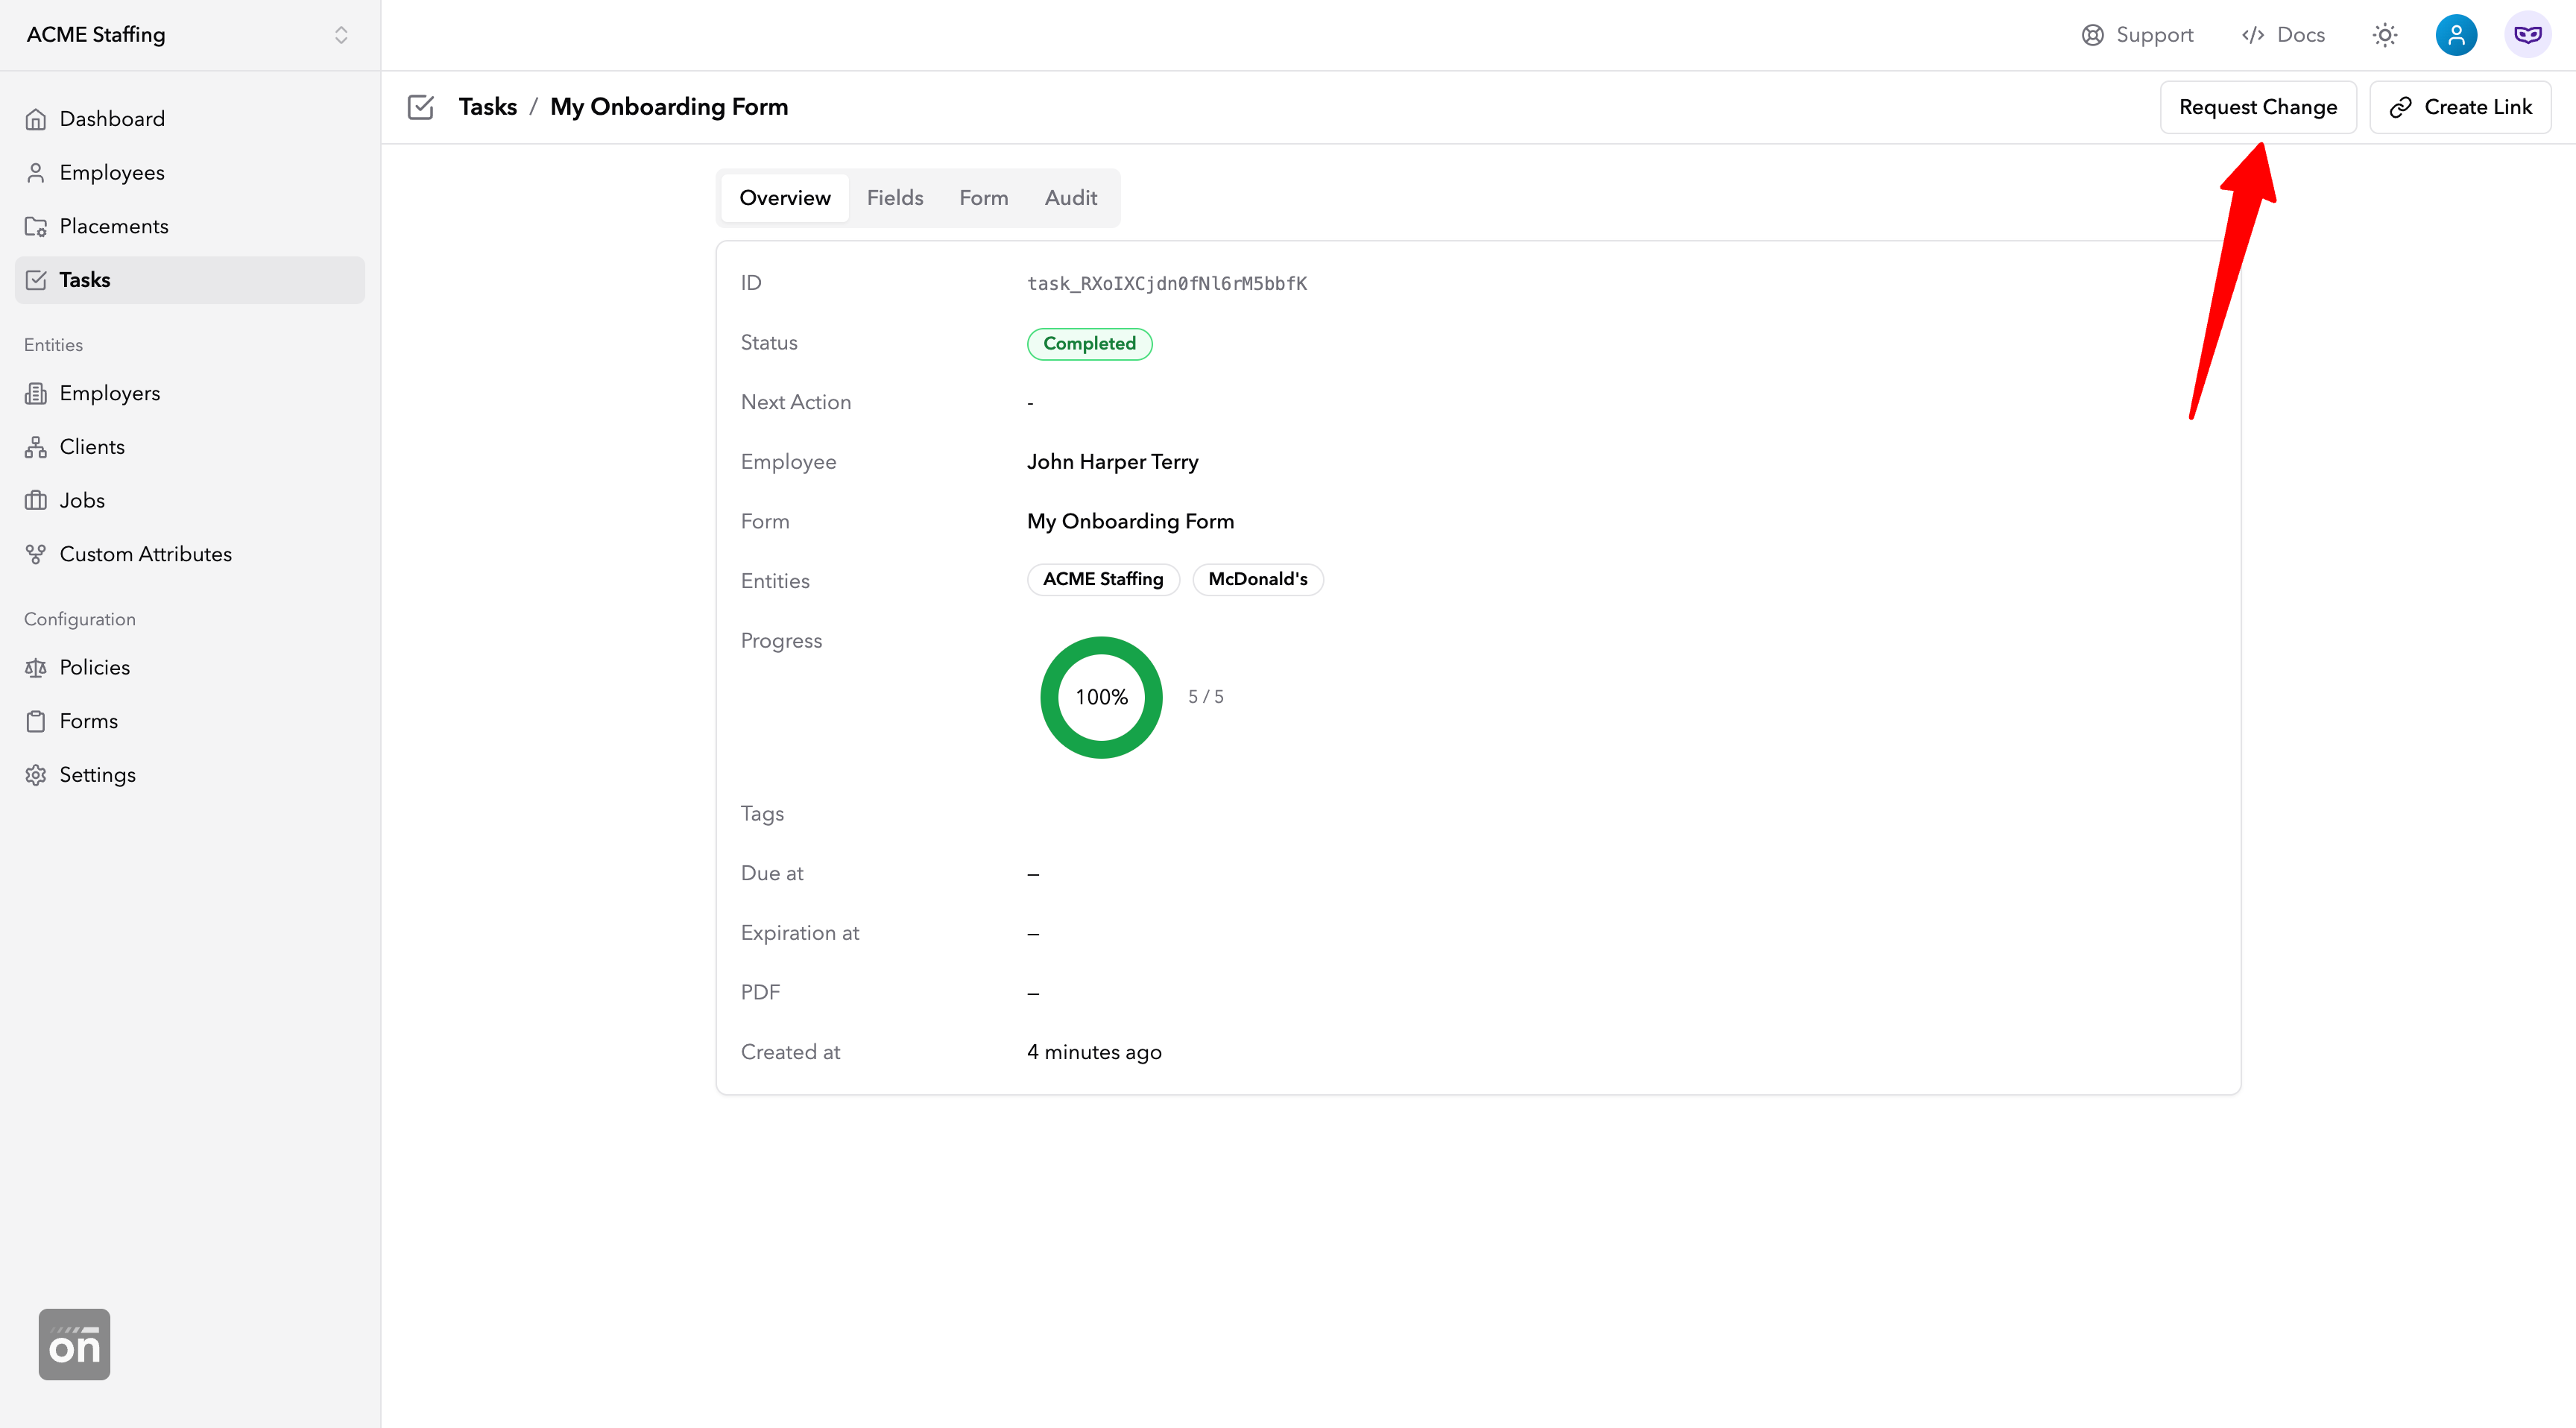 ACME Staffing
Support
Docs
Dashboard
Employees
Placements
Tasks
Entities
Employers
Clients
Jobs
Custom Attributes
Configuration
Policies
Forms
Settings
on
Tasks / My Onboarding Form
Request Change
Create Link
Overview
Fields
Form
Audit
ID task_RXoIXCjdn0fNl6rM5bbfK
Status Completed
Next Action -
Employee John Harper Terry
Form My Onboarding Form
Entities ACME Staffing McDonald's
Progress 100% 5 / 5
Tags
Due at –
Expiration at –
PDF –
Created at 4 minutes ago